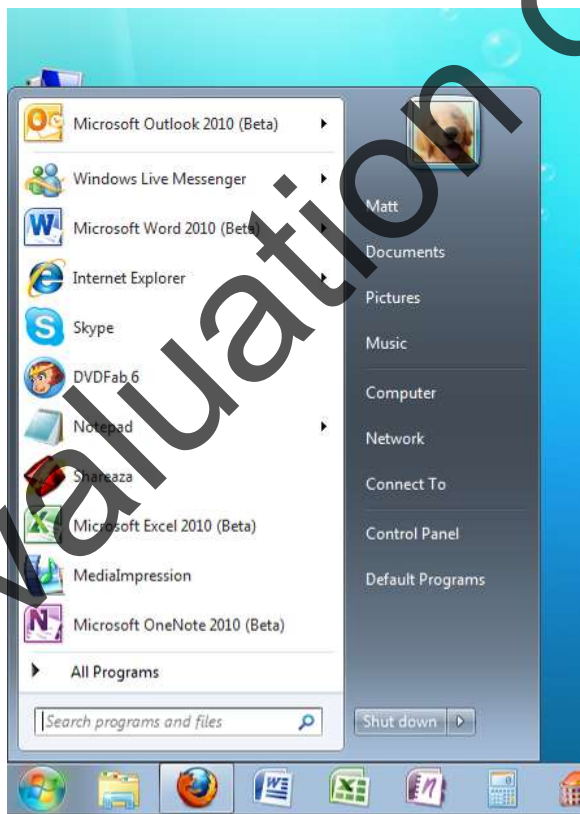 Microsoft Outlook 2010 (Beta)
Windows Live Messenger
Microsoft Word 2010 (Beta)
Internet Explorer
Skype
DVDFab 6
Notepad
Shareaza
Microsoft Excel 2010 (Beta)
MediaImpression
Microsoft OneNote 2010 (Beta)
All Programs
Search programs and files
Matt
Documents
Pictures
Music
Computer
Network
Connect To
Control Panel
Default Programs
Shut down